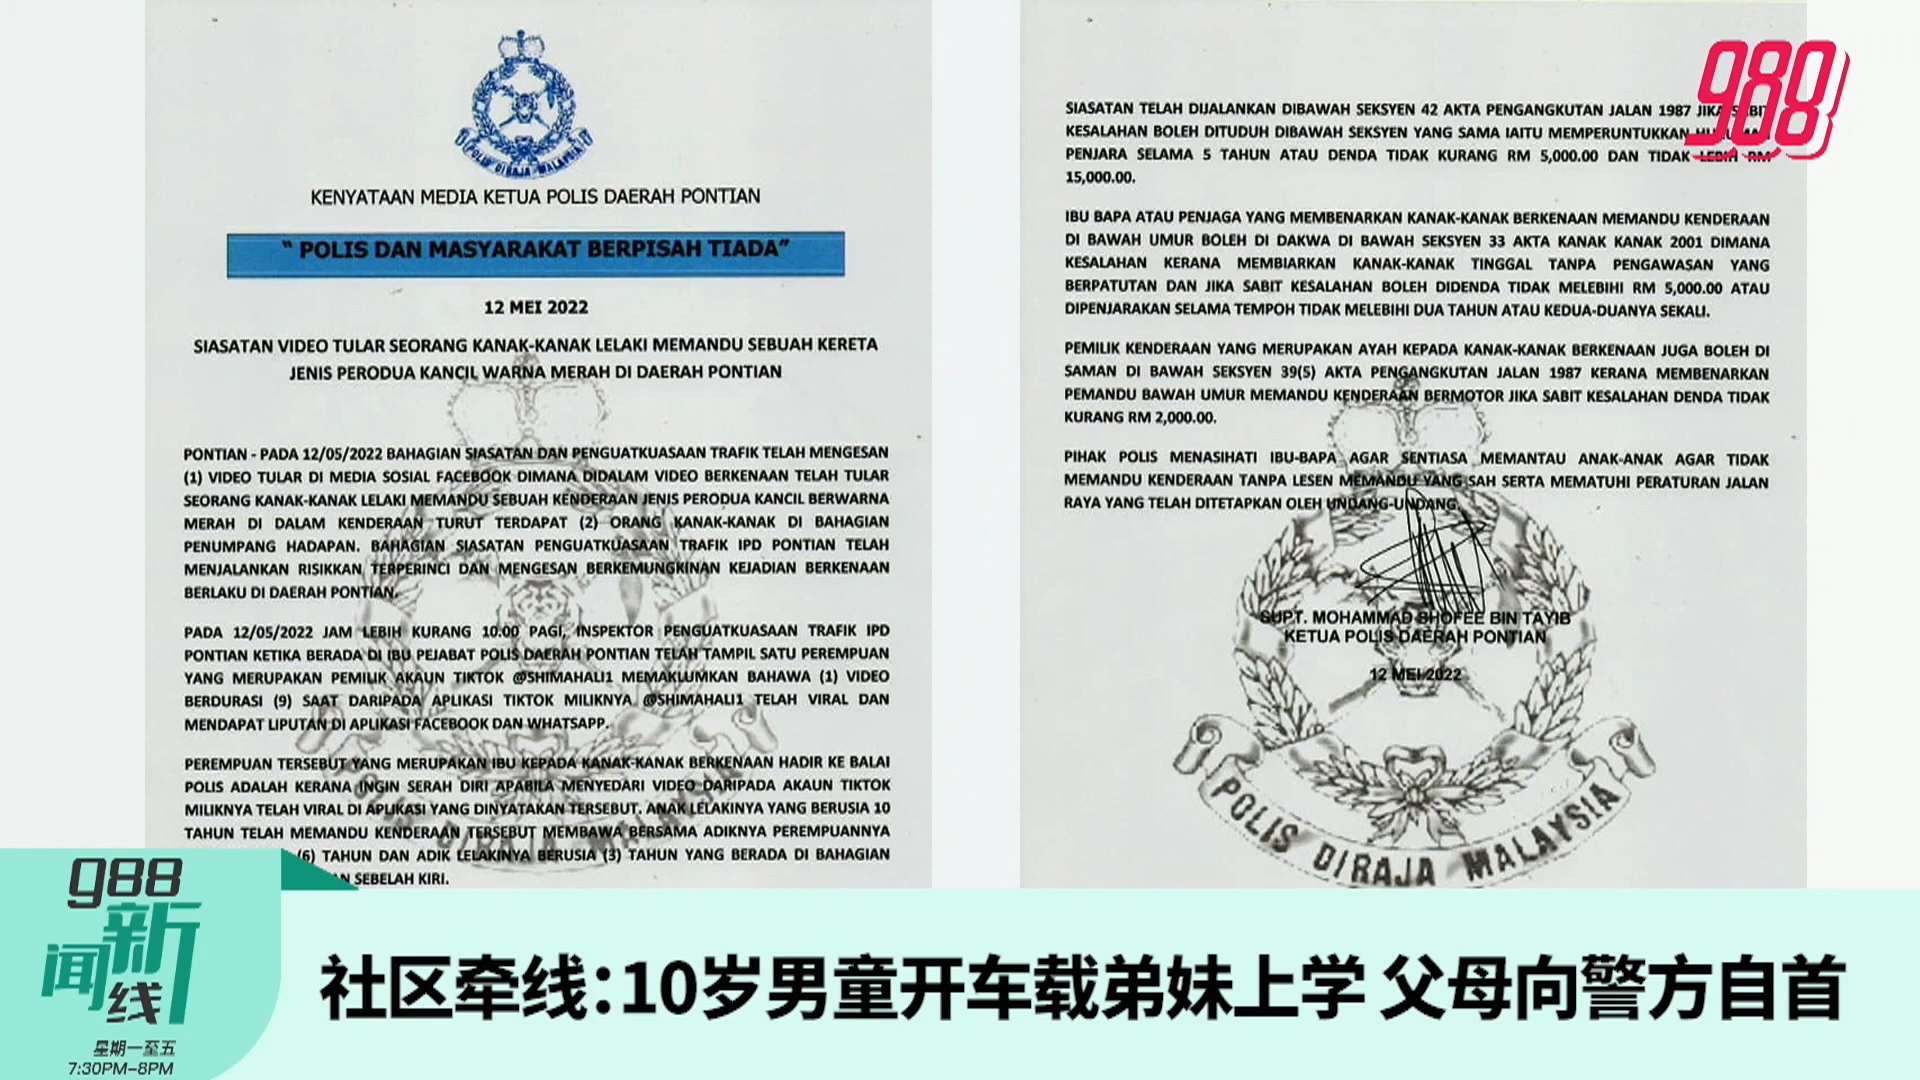 POLIS DIRAJA MALAYSIA
KENYATAAN MEDIA KETUA POLIS DAERAH PONTIAN
“ POLIS DAN MASYARAKAT BERPISAH TIADA”
12 MEI 2022
SIASATAN VIDEO TULAR SEORANG KANAK-KANAK LELAKI MEMANDU SEBUAH KERETA
JENIS PERODUA KANCIL WARNA MERAH DI DAERAH PONTIAN
PONTIAN - PADA 12/05/2022 BAHAGIAN SIASATAN DAN PENGUATKUASAAN TRAFIK TELAH MENGESAN
(1) VIDEO TULAR DI MEDIA SOSIAL FACEBOOK DIMANA DIDALAM VIDEO BERKENAAN TELAH TULAR
SEORANG KANAK-KANAK LELAKI MEMANDU SEBUAH KENDERAAN JENIS PERODUA KANCIL BERWARNA
MERAH DI DALAM KENDERAAN TURUT TERDAPAT (2) ORANG KANAK-KANAK DI BAHAGIAN
PENUMPANG HADAPAN. BAHAGIAN SIASATAN PENGUATKUASAAN TRAFIK IPD PONTIAN TELAH
MENJALANKAN RISIKKAN TERPERINCI DAN MENGESAN BERKEMUNGKINAN KEJADIAN BERKENAAN
BERLAKU DI DAERAH PONTIAN.
PADA 12/05/2022 JAM LEBIH KURANG 10.00 PAGI, INSPEKTOR PENGUATKUASAAN TRAFIK IPD
PONTIAN KETIKA BERADA DI IBU PEJABAT POLIS DAERAH PONTIAN TELAH TAMPIL SATU PEREMPUAN
YANG MERUPAKAN PEMILIK AKAUN TIKTOK @SHIMAHALI1 MEMAKLUMKAN BAHAWA (1) VIDEO
BERDURASI (9) SAAT DARIPADA APLIKASI TIKTOK MILIKNYA @SHIMAHALI1 TELAH VIRAL DAN
MENDAPAT LIPUTAN DI APLIKASI FACEBOOK DAN WHATSAPP.
PEREMPUAN TERSEBUT YANG MERUPAKAN IBU KEPADA KANAK-KANAK BERKENAAN HADIR KE BALAI
POLIS ADALAH KERANA INGIN SERAH DIRI APABILA MENYEDARI VIDEO DARIPADA AKAUN TIKTOK
MILIKNYA TELAH VIRAL DI APLIKASI YANG DINYATAKAN TERSEBUT. ANAK LELAKINYA YANG BERUSIA 10
TAHUN TELAH MEMANDU KENDERAAN TERSEBUT MEMBAWA BERSAMA ADIKNYA PEREMPUANNYA
(6) TAHUN DAN ADIK LELAKINYA BERUSIA (3) TAHUN YANG BERADA DI BAHAGIAN
SEBELAH KIRI.
POLIS DIRAJA MALAYSIA
988
SIASATAN TELAH DIJALANKAN DIBAWAH SEKSYEN 42 AKTA PENGANGKUTAN JALAN 1987 JIKA SABIT
KESALAHAN BOLEH DITUDUH DIBAWAH SEKSYEN YANG SAMA IAITU MEMPERUNTUKKAN HUKUMAN
PENJARA SELAMA 5 TAHUN ATAU DENDA TIDAK KURANG RM 5,000.00 DAN TIDAK LEBIH RM
15,000.00.
IBU BAPA ATAU PENJAGA YANG MEMBENARKAN KANAK-KANAK BERKENAAN MEMANDU KENDERAAN
DI BAWAH UMUR BOLEH DI DAKWA DI BAWAH SEKSYEN 33 AKTA KANAK KANAK 2001 DIMANA
KESALAHAN KERANA MEMBIARKAN KANAK-KANAK TINGGAL TANPA PENGAWASAN YANG
BERPATUTAN DAN JIKA SABIT KESALAHAN BOLEH DIDENDA TIDAK MELEBIHI RM 5,000.00 ATAU
DIPENJARAKAN SELAMA TEMPOH TIDAK MELEBIHI DUA TAHUN ATAU KEDUA-DUANYA SEKALI.
PEMILIK KENDERAAN YANG MERUPAKAN AYAH KEPADA KANAK-KANAK BERKENAAN JUGA BOLEH DI
SAMAN DI BAWAH SEKSYEN 39(5) AKTA PENGANGKUTAN JALAN 1987 KERANA MEMBENARKAN
PEMANDU BAWAH UMUR MEMANDU KENDERAAN BERMOTOR JIKA SABIT KESALAHAN DENDA TIDAK
KURANG RM 2,000.00.
PIHAK POLIS MENASIHATI IBU-BAPA AGAR SENTIASA MEMANTAU ANAK-ANAK AGAR TIDAK
MEMANDU KENDERAAN TANPA LESEN MEMANDU YANG SAH SERTA MEMATUHI PERATURAN JALAN
RAYA YANG TELAH DITETAPKAN OLEH UNDANG-UNDANG.
SUPT. MOHAMMAD SHOFEE BIN TAYIB
KETUA POLIS DAERAH PONTIAN
12 MEI 2022
POLIS DIRAJA MALAYSIA
988
新
闻
线
星期一至五
7:30PM-8PM
社区牵线:10岁男童开车载弟妹上学 父母向警方自首